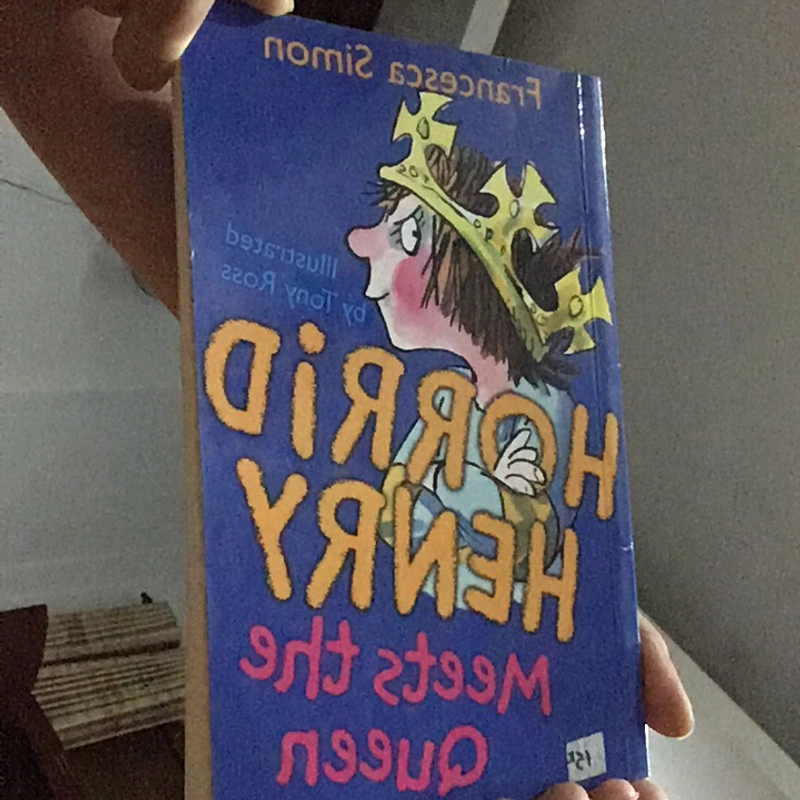 Francesca Simon
Illustrated
by Tony Ross
HORRiD
HENRY
Meets the
Queen